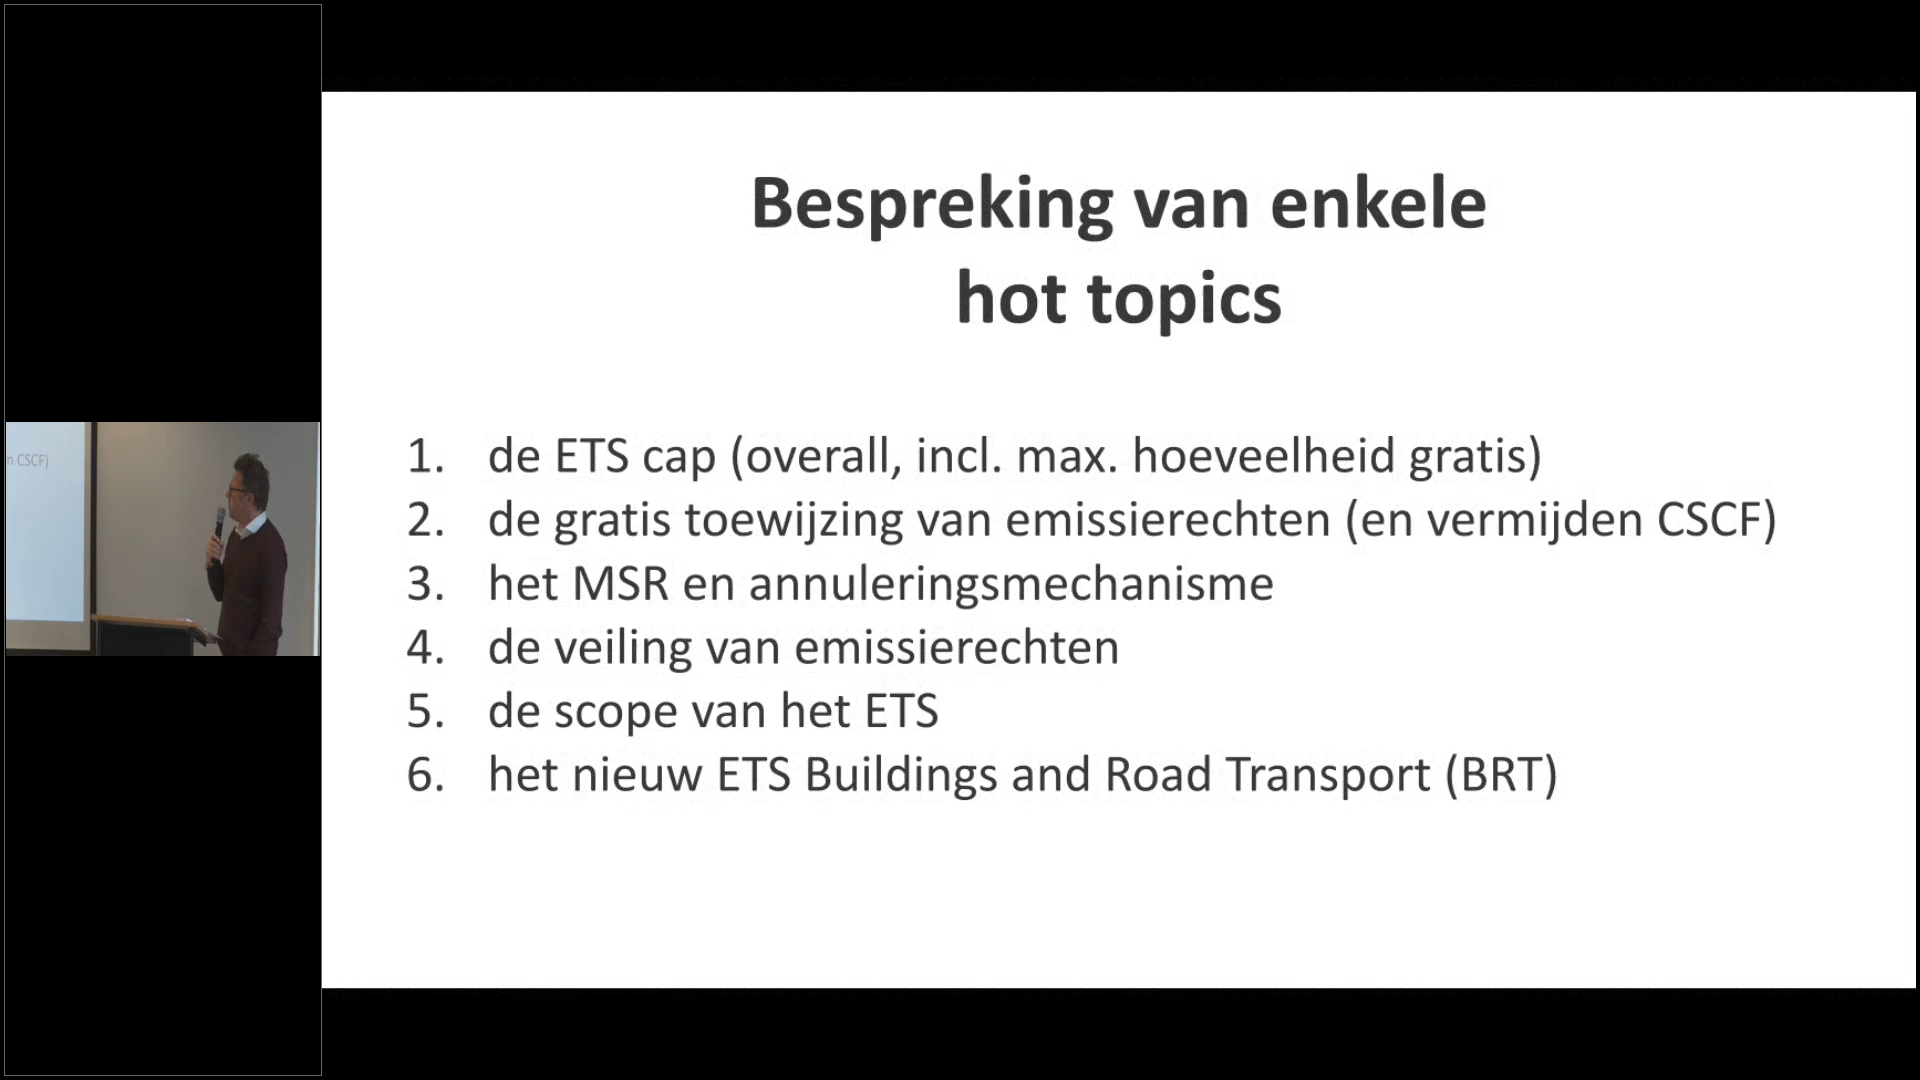 Bespreking van enkele
hot topics
1. de ETS cap (overall, incl. max. hoeveelheid gratis)
2. de gratis toewijzing van emissierechten (en vermijden CSCF)
3. het MSR en annuleringsmechanisme
4. de veiling van emissierechten
5. de scope van het ETS
6. het nieuw ETS Buildings and Road Transport (BRT)
n CSCF)